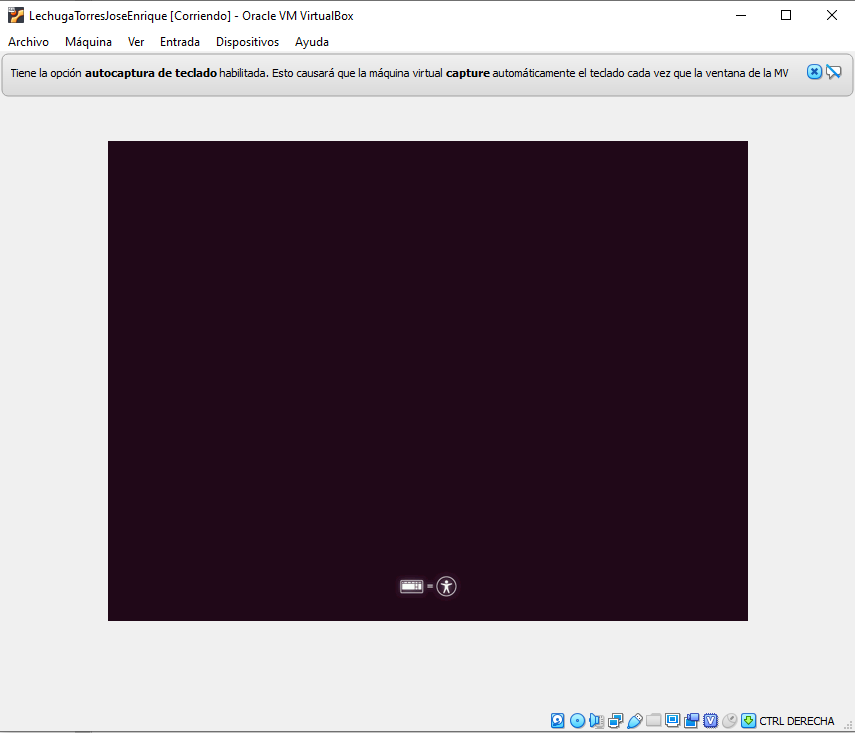 LechugaTorresJoseEnrique [Corriendo] - Oracle VM VirtualBox
Archivo Máquina Ver Entrada Dispositivos Ayuda
Tiene la opción autocaptura de teclado habilitada. Esto causará que la máquina virtual capture automáticamente el teclado cada vez que la ventana de la MV
CTRL DERECHA